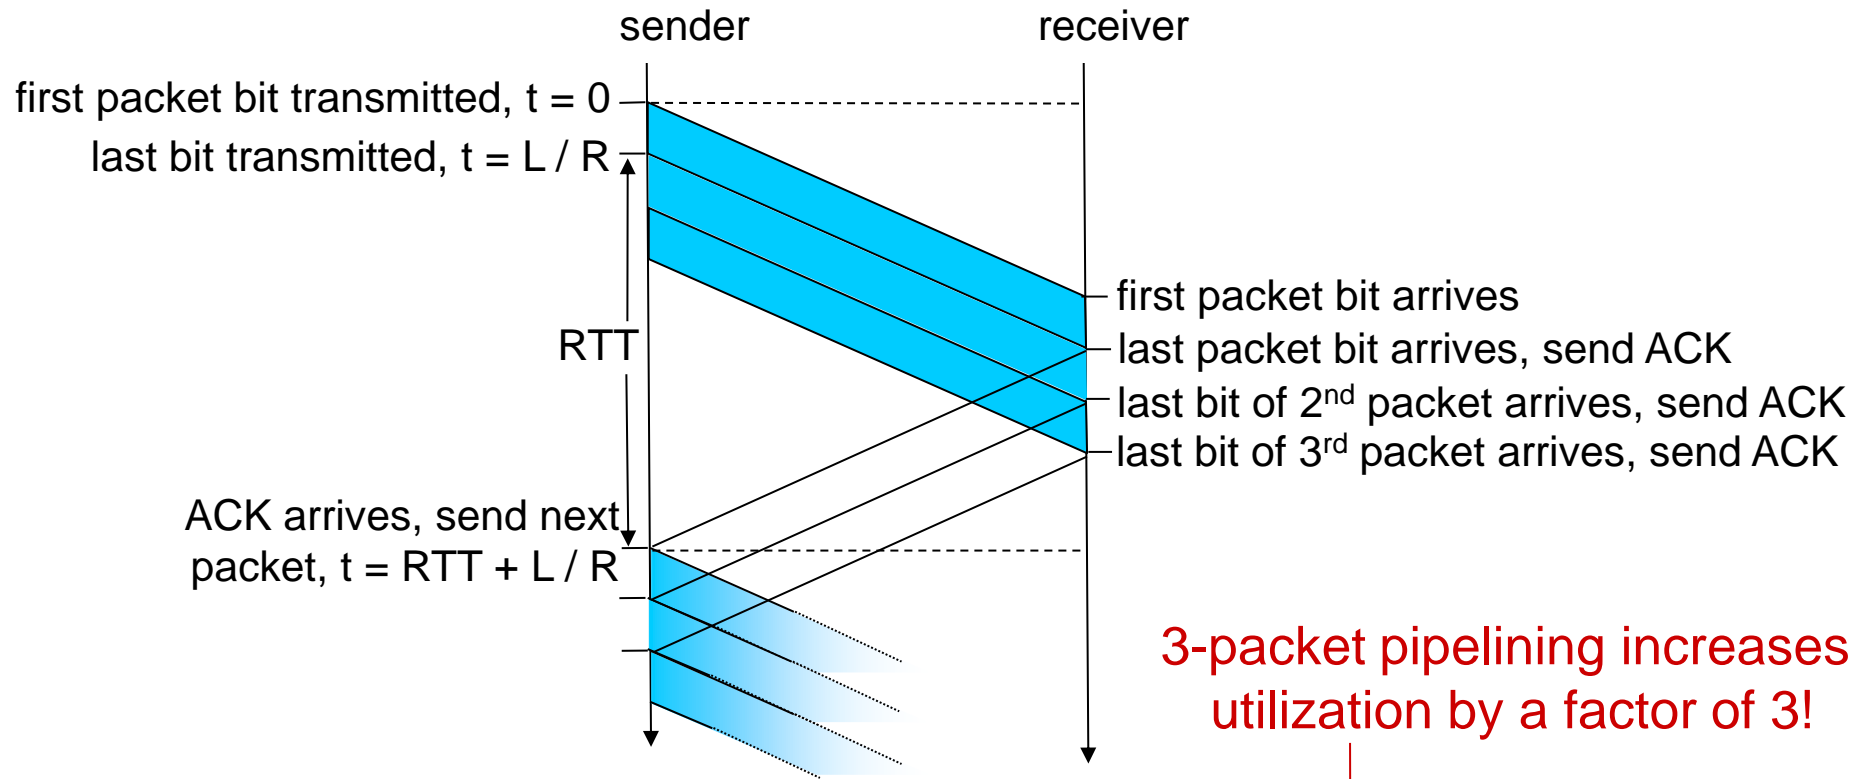 sender
receiver
first packet bit transmitted, t = 0
last bit transmitted, t = L / R
first packet bit arrives
RTT
last packet bit arrives, send ACK
last bit of 2nd packet arrives, send ACK
last bit of 3rd packet arrives, send ACK
ACK arrives, send next
packet, t = RTT + L / R
3-packet pipelining increases
utilization by a factor of 3!